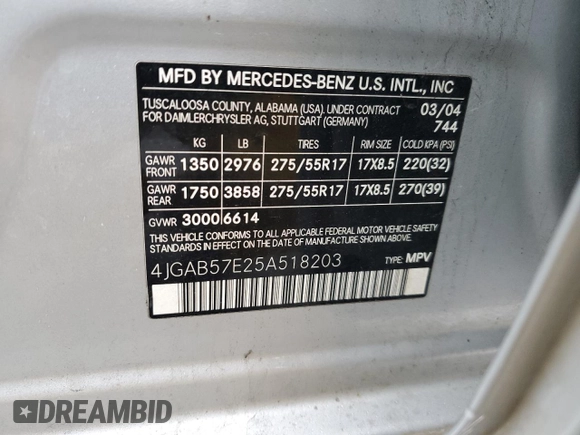 MFD BY MERCEDES-BENZ U.S. INTL., INC
TUSCALOOSA COUNTY, ALABAMA (USA). UNDER CONTRACT 03/04
FOR DAIMLERCHRYSLER AG, STUTTGART (GERMANY) 744
KG LB TIRES RIM SIZE COLD KPA (PSI)
GAWR FRONT 1350 2976 275/55R17 17X8.5 220(32)
GAWR REAR 1750 3858 275/55R17 17X8.5 270(39)
GVWR 3000 6614
THIS VEHICLE CONFORMS TO ALL APPLICABLE FEDERAL MOTOR VEHICLE SAFETY
STANDARDS IN EFFECT ON THE DATE OF MANUFACTURE SHOWN ABOVE.
4JGAB57E25A518203 TYPE: MPV
DREAMBID